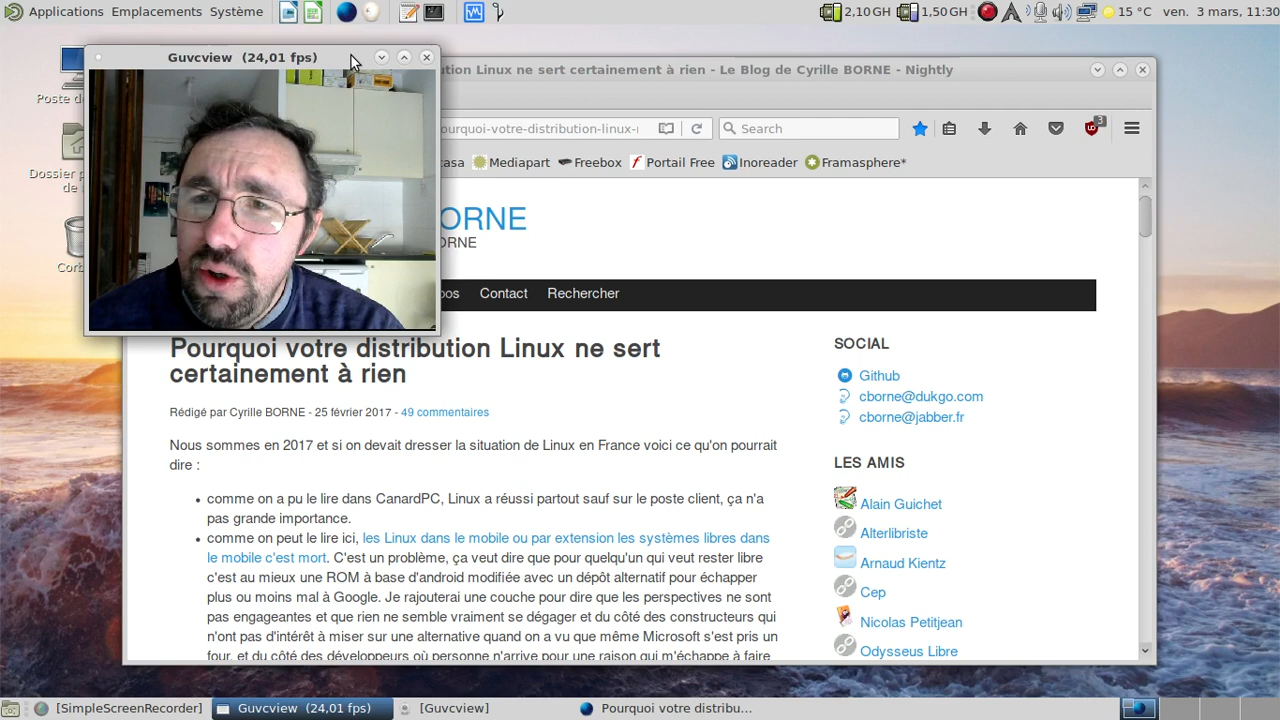 Applications Emplacements Système 2,10 GH 1,50 GH 15 °C ven. 3 mars, 11:30
Guvcview (24,01 fps)
Linux ne sert certainement à rien - Le Blog de Cyrille BORNE - Nightly
Poste d
Search
3
Mediapart Freebox Portail Free Inoreader Framasphere*
Dossier p
de
Corb
ORNE
ORNE
Contact Rechercher
Pourquoi votre distribution Linux ne sert
certainement à rien
Rédigé par Cyrille BORNE - 25 février 2017 - 49 commentaires
Nous sommes en 2017 et si on devait dresser la situation de Linux en France voici ce qu'on pourrait
dire :
• comme on a pu le lire dans CanardPC, Linux a réussi partout sauf sur le poste client, ça n'a
pas grande importance.
• comme on peut le lire ici, les Linux dans le mobile ou par extension les systèmes libres dans
le mobile c'est mort. C'est un problème, ça veut dire que pour quelqu'un qui veut rester libre
c'est au mieux une ROM à base d'android modifiée avec un dépôt alternatif pour échapper
plus ou moins mal à Google. Je rajouterai une couche pour dire que les perspectives ne sont
pas engageantes et que rien ne semble vraiment se dégager et du côté des constructeurs qui
n'ont pas d'intérêt à miser sur une alternative quand on a vu que même Microsoft s'est pris un
four, et du côté des développeurs où personne n'arrive pour une raison qui m'échappe à faire
SOCIAL
Github
cborne@dukgo.com
cborne@jabber.fr
LES AMIS
Alain Guichet
Alterlibriste
Arnaud Kientz
Cep
Nicolas Petitjean
Odysseus Libre
[SimpleScreenRecorder] Guvcview (24,01 fps) [Guvcview] Pourquoi votre distribu...